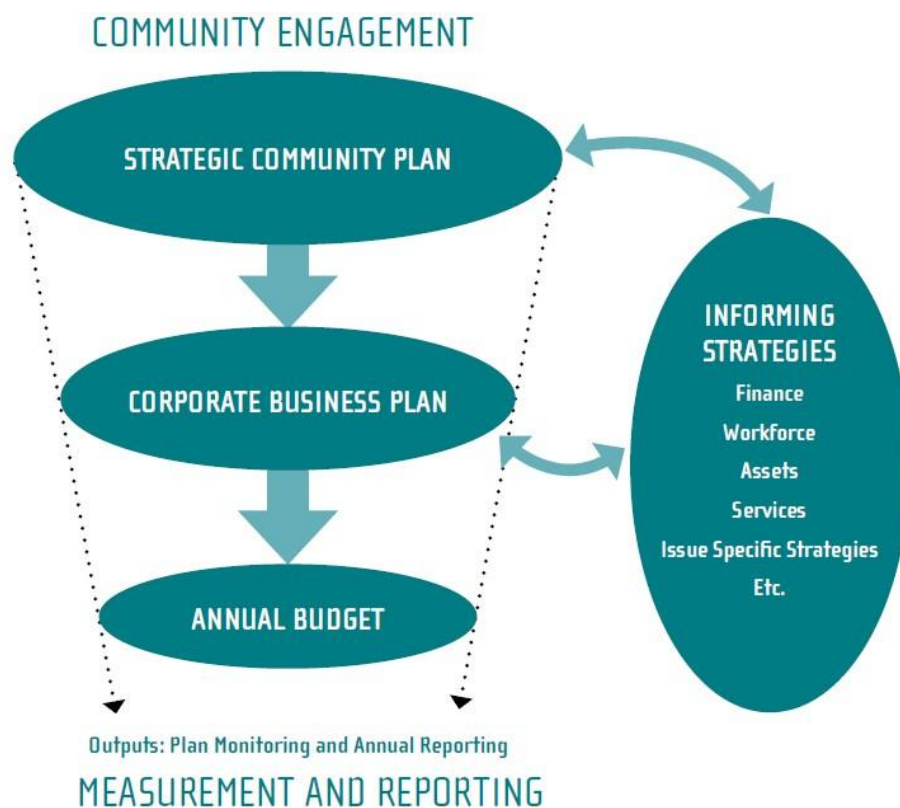 COMMUNITY ENGAGEMENT
STRATEGIC COMMUNITY PLAN
CORPORATE BUSINESS PLAN
ANNUAL BUDGET
INFORMING
STRATEGIES
Finance
Workforce
Assets
Services
Issue Specific Strategies
Etc.
Outputs: Plan Monitoring and Annual Reporting
MEASUREMENT AND REPORTING